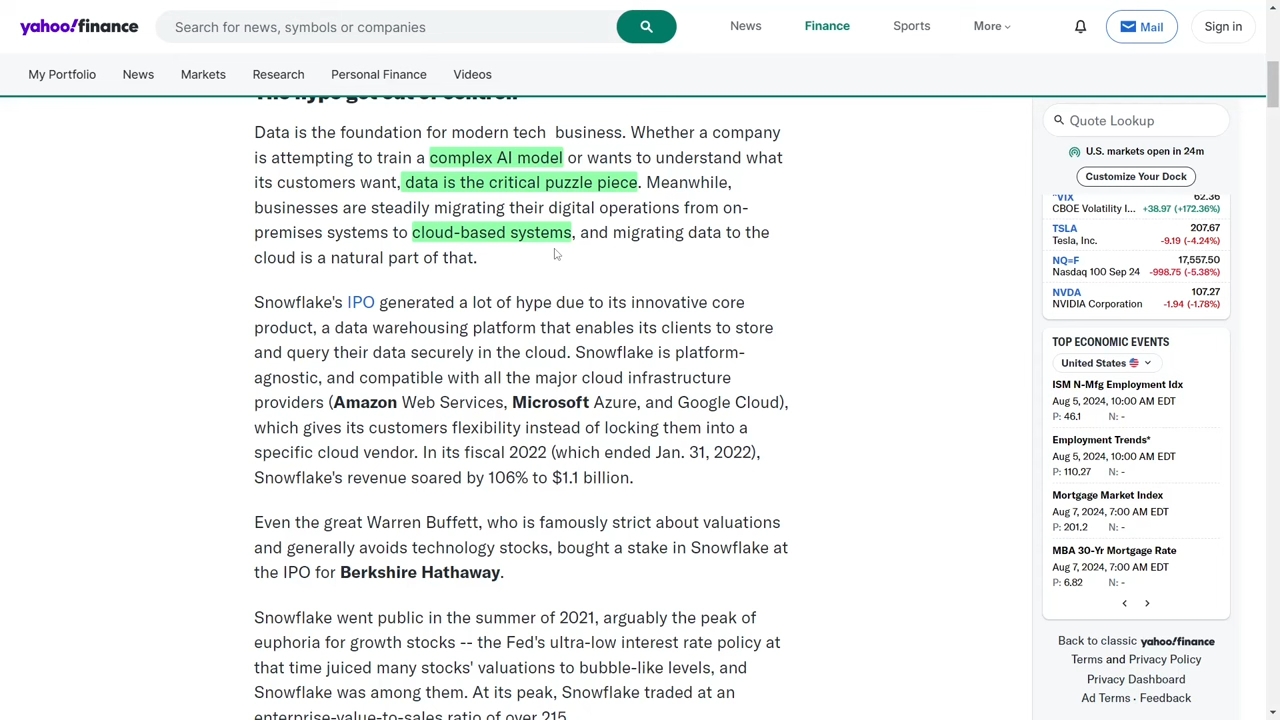 yahoo!finance
Search for news, symbols or companies
News
Finance
Sports
More
Mail
Sign in
My Portfolio
News
Markets
Research
Personal Finance
Videos
The hype got out of control
Data is the foundation for modern tech business. Whether a company
is attempting to train a complex AI model or wants to understand what
its customers want, data is the critical puzzle piece. Meanwhile,
businesses are steadily migrating their digital operations from on-
premises systems to cloud-based systems, and migrating data to the
cloud is a natural part of that.
Snowflake's IPO generated a lot of hype due to its innovative core
product, a data warehousing platform that enables its clients to store
and query their data securely in the cloud. Snowflake is platform-
agnostic, and compatible with all the major cloud infrastructure
providers (Amazon Web Services, Microsoft Azure, and Google Cloud),
which gives its customers flexibility instead of locking them into a
specific cloud vendor. In its fiscal 2022 (which ended Jan. 31, 2022),
Snowflake's revenue soared by 106% to $1.1 billion.
Even the great Warren Buffett, who is famously strict about valuations
and generally avoids technology stocks, bought a stake in Snowflake at
the IPO for Berkshire Hathaway.
Snowflake went public in the summer of 2021, arguably the peak of
euphoria for growth stocks -- the Fed's ultra-low interest rate policy at
that time juiced many stocks' valuations to bubble-like levels, and
Snowflake was among them. At its peak, Snowflake traded at an
enterprise-value-to-sales ratio of over 215.
Quote Lookup
U.S. markets open in 24m
Customize Your Dock
^VIX 62.36
CBOE Volatility I... +38.97 (+172.36%)
TSLA 207.67
Tesla, Inc. -9.19 (-4.24%)
NQ=F 17,557.50
Nasdaq 100 Sep 24 -998.75 (-5.38%)
NVDA 107.27
NVIDIA Corporation -1.94 (-1.78%)
TOP ECONOMIC EVENTS
United States
ISM N-Mfg Employment Idx
Aug 5, 2024, 10:00 AM EDT
P: 46.1 N: -
Employment Trends*
Aug 5, 2024, 10:00 AM EDT
P: 110.27 N: -
Mortgage Market Index
Aug 7, 2024, 7:00 AM EDT
P: 201.2 N: -
MBA 30-Yr Mortgage Rate
Aug 7, 2024, 7:00 AM EDT
P: 6.82 N: -
Back to classic yahoo!finance
Terms and Privacy Policy
Privacy Dashboard
Ad Terms · Feedback